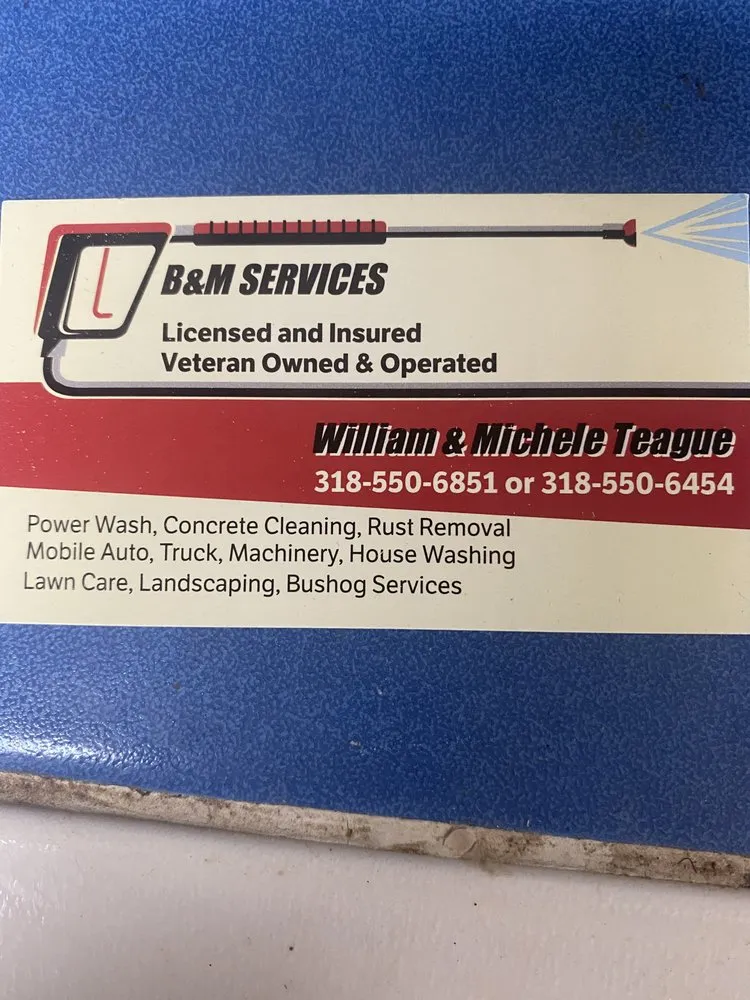 B&M SERVICES
Licensed and Insured
Veteran Owned & Operated
William & Michele Teague
318-550-6851 or 318-550-6454
Power Wash, Concrete Cleaning, Rust Removal
Mobile Auto, Truck, Machinery, House Washing
Lawn Care, Landscaping, Bushog Services